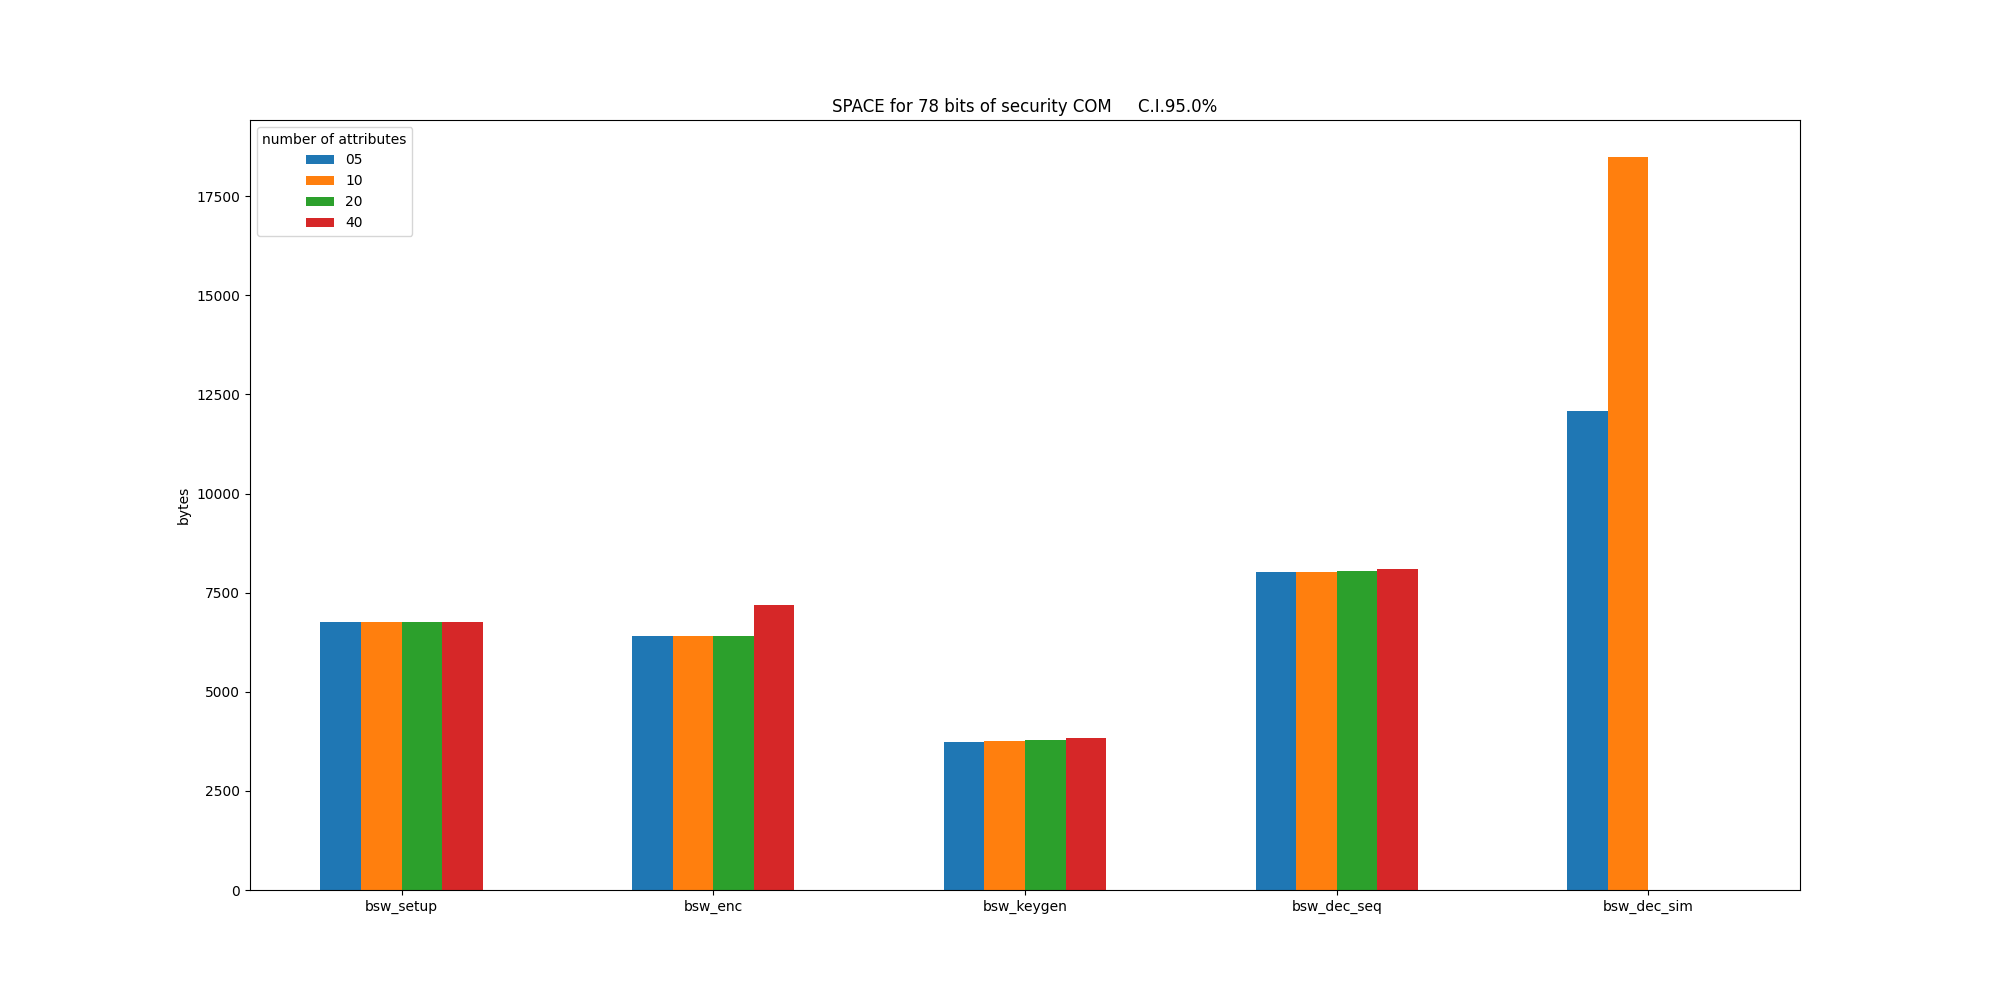 SPACE for 78 bits of security COM     C.I.95.0%
number of attributes
05
10
20
40
17500
15000
12500
10000
7500
5000
2500
0
bytes
bsw_setup
bsw_enc
bsw_keygen
bsw_dec_seq
bsw_dec_sim